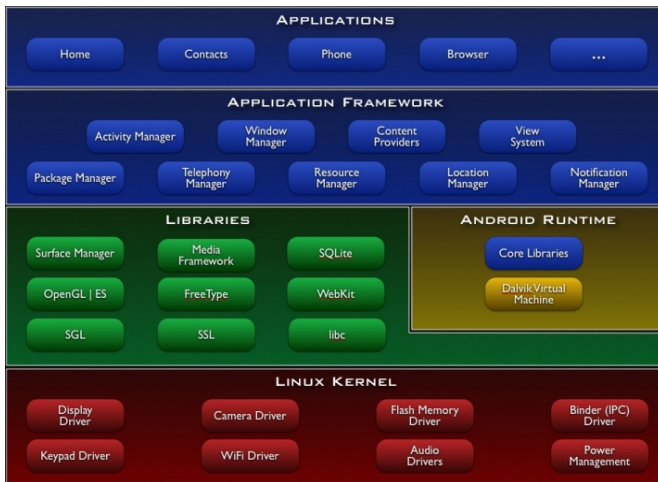 APPLICATIONS
Home
Contacts
Phone
Browser
...
APPLICATION FRAMEWORK
Activity Manager
Window
Manager
Content
Providers
View
System
Package Manager
Telephony
Manager
Resource
Manager
Location
Manager
Notification
Manager
LIBRARIES
Surface Manager
Media
Framework
SQLite
OpenGL | ES
FreeType
WebKit
SGL
SSL
libc
ANDROID RUNTIME
Core Libraries
Dalvik Virtual
Machine
LINUX KERNEL
Display
Driver
Camera Driver
Flash Memory
Driver
Binder (IPC)
Driver
Keypad Driver
WiFi Driver
Audio
Drivers
Power
Management